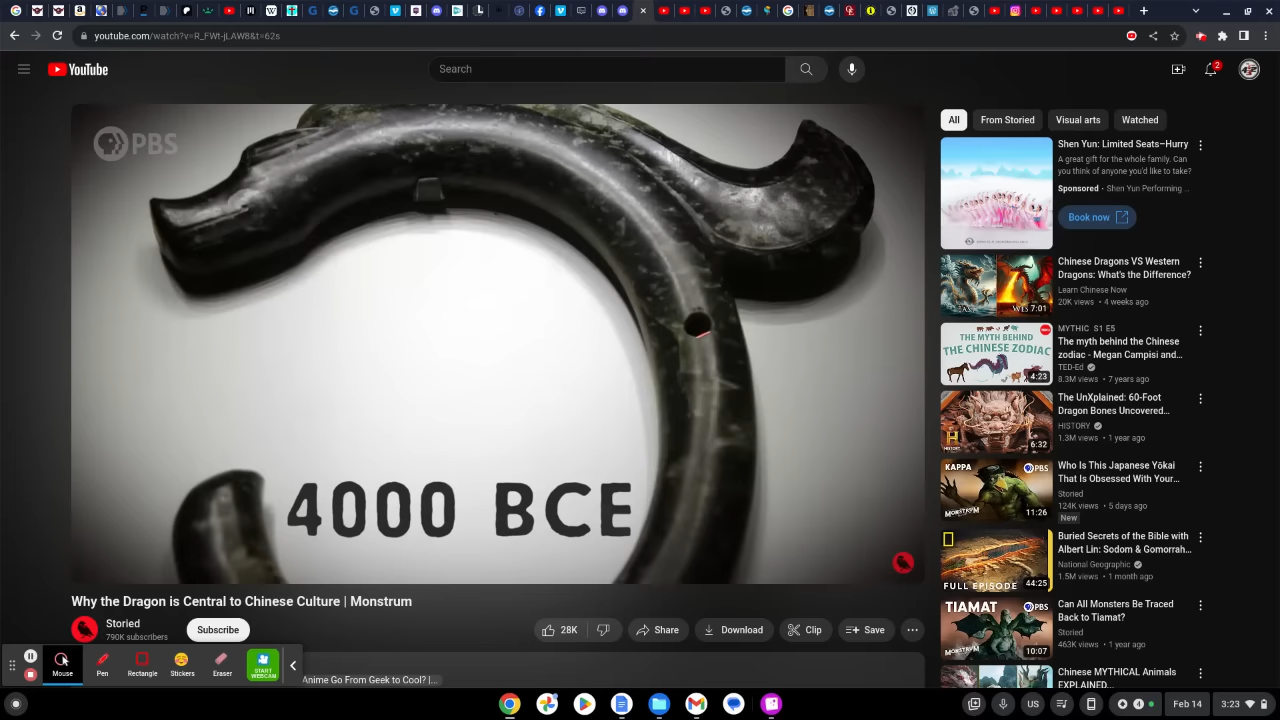 youtube.com/watch?v=R_FWt-jLAW8&t=62s
YouTube
Search
2
PBS
4000 BCE
Why the Dragon is Central to Chinese Culture | Monstrum
Storied
790K subscribers
Subscribe
28K
Share
Download
Clip
Save
Anime Go From Geek to Cool? |...
Mouse
Pen
Rectangle
Stickers
Eraser
START
WEBCAM
All
From Storied
Visual arts
Watched
Shen Yun: Limited Seats–Hurry
A great gift for the whole family. Can
you think of anyone you'd like to take?
Sponsored · Shen Yun Performing ...
Book now
7:01
Chinese Dragons VS Western
Dragons: What's the Difference?
Learn Chinese Now
20K views • 4 weeks ago
THE MYTH BEHIND
THE CHINESE ZODIAC
4:23
MYTHIC S1 E5
The myth behind the Chinese
zodiac - Megan Campisi and...
TED-Ed
8.3M views • 7 years ago
HISTORY
6:32
The UnXplained: 60-Foot
Dragon Bones Uncovered...
HISTORY
1.3M views • 1 year ago
KAPPA
PBS
MONSTRUM
11:26
Who Is This Japanese Yōkai
That Is Obsessed With Your...
Storied
124K views • 5 days ago
New
FULL EPISODE
44:25
Buried Secrets of the Bible with
Albert Lin: Sodom & Gomorrah...
National Geographic
1.5M views • 1 month ago
TIAMAT
PBS
MONSTRUM
10:07
Can All Monsters Be Traced
Back to Tiamat?
Storied
463K views • 1 year ago
Chinese MYTHICAL Animals
EXPLAINED...
US
4
Feb 14
3:23